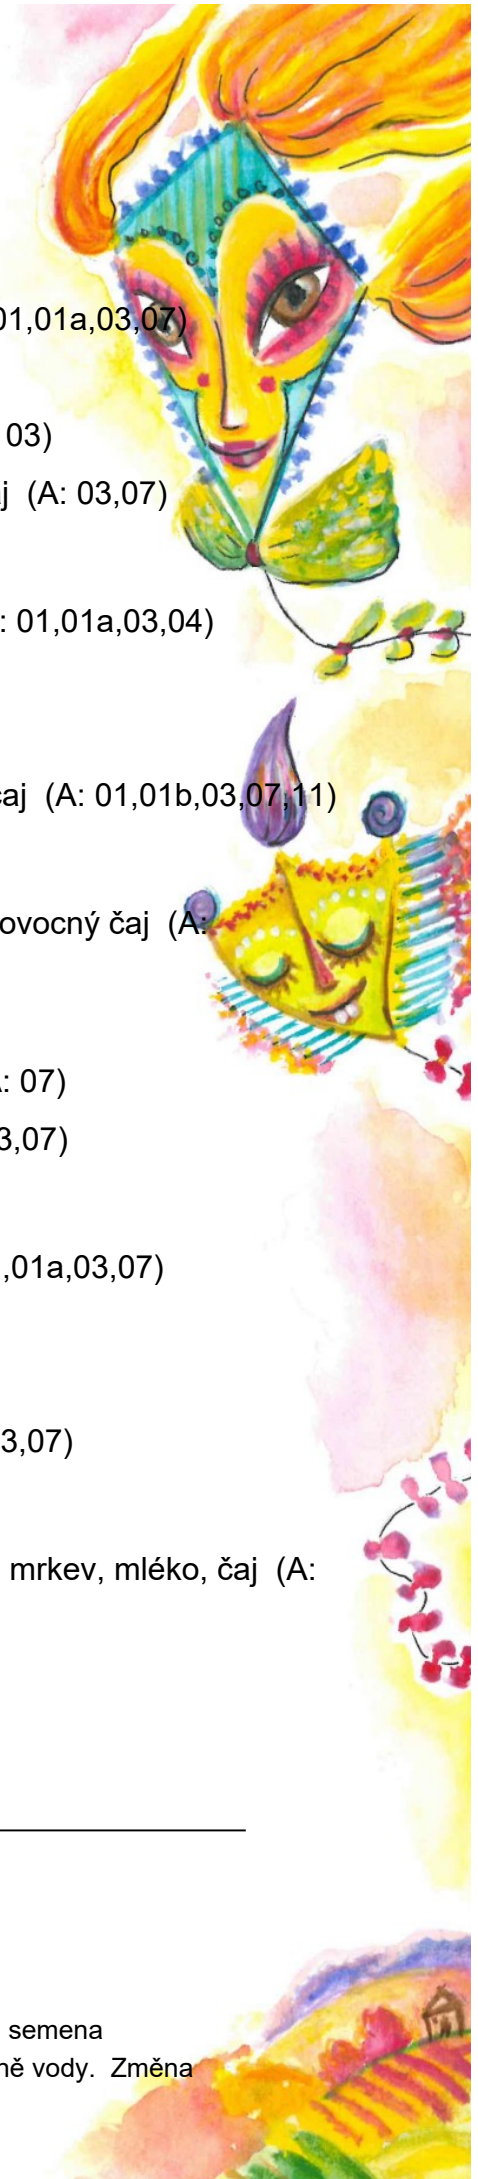 01,01a,03,07)
03)
j (A: 03,07)
: 01,01a,03,04)
čaj (A: 01,01b,03,07,11)
ovocný čaj (A:
: 07)
3,07)
,01a,03,07)
3,07)
mrkev, mléko, čaj (A:
semena
ně vody. Změna